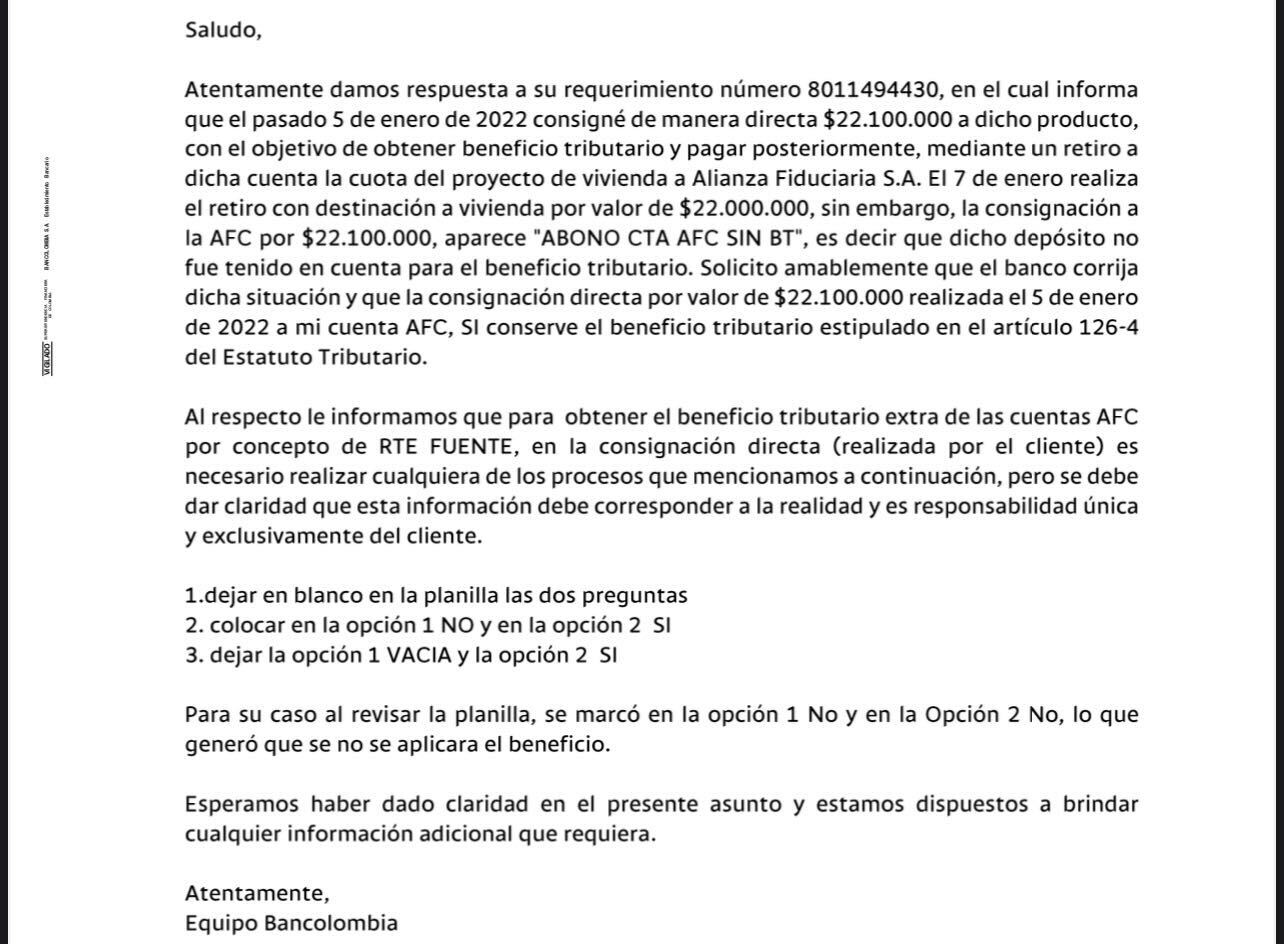 Saludo,
Atentamente damos respuesta a su requerimiento número 8011494430, en el cual informa
que el pasado 5 de enero de 2022 consigné de manera directa $22.100.000 a dicho producto,
con el objetivo de obtener beneficio tributario y pagar posteriormente, mediante un retiro a
dicha cuenta la cuota del proyecto de vivienda a Alianza Fiduciaria S.A. El 7 de enero realiza
el retiro con destinación a vivienda por valor de $22.000.000, sin embargo, la consignación a
la AFC por $22.100.000, aparece "ABONO CTA AFC SIN BT", es decir que dicho depósito no
fue tenido en cuenta para el beneficio tributario. Solicito amablemente que el banco corrija
dicha situación y que la consignación directa por valor de $22.100.000 realizada el 5 de enero
de 2022 a mi cuenta AFC, SI conserve el beneficio tributario estipulado en el artículo 126-4
del Estatuto Tributario.
Al respecto le informamos que para  obtener el beneficio tributario extra de las cuentas AFC
por concepto de RTE FUENTE, en la consignación directa (realizada por el cliente) es
necesario realizar cualquiera de los procesos que mencionamos a continuación, pero se debe
dar claridad que esta información debe corresponder a la realidad y es responsabilidad única
y exclusivamente del cliente.
1.dejar en blanco en la planilla las dos preguntas
2. colocar en la opción 1 NO y en la opción 2  SI
3. dejar la opción 1 VACIA y la opción 2  SI
Para su caso al revisar la planilla, se marcó en la opción 1 No y en la Opción 2 No, lo que
generó que se no se aplicara el beneficio.
Esperamos haber dado claridad en el presente asunto y estamos dispuestos a brindar
cualquier información adicional que requiera.
Atentamente,
Equipo Bancolombia
VIGILADO
BANCOLOMBIA S.A. Establecimiento Bancario